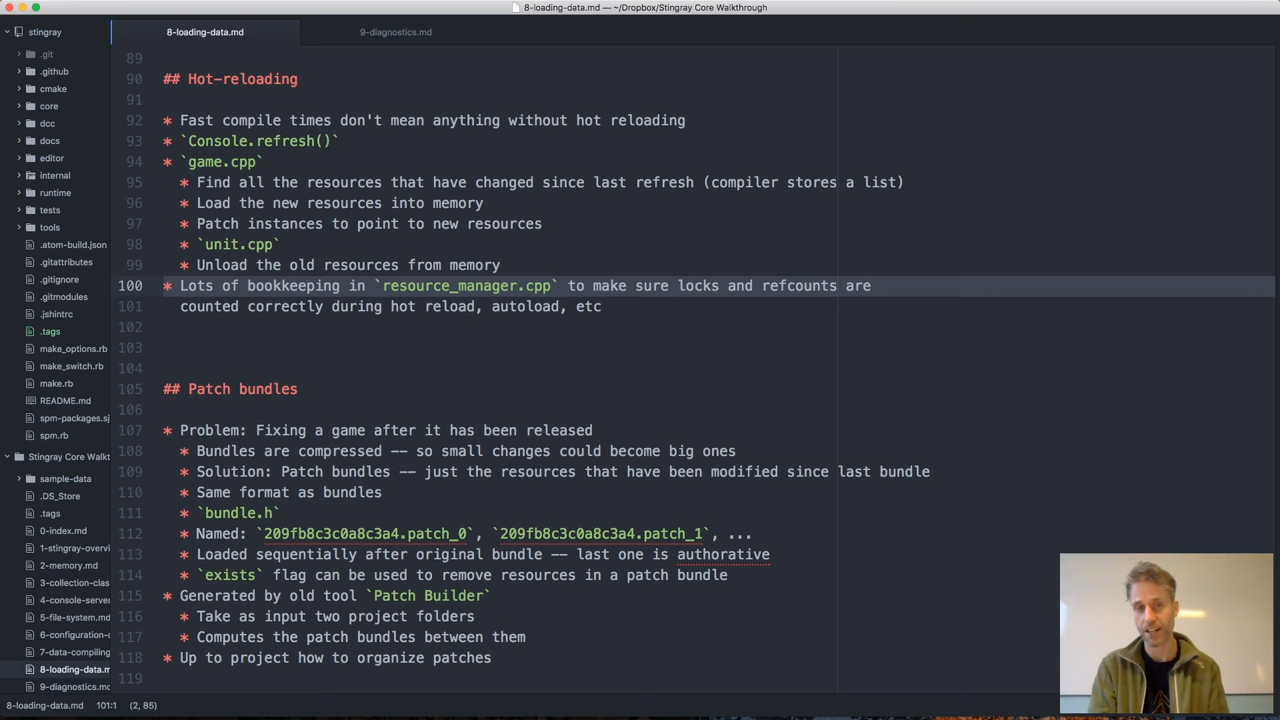 8-loading-data.md — ~/Dropbox/Stingray Core Walkthrough
stingray
.git
.github
cmake
core
dcc
docs
editor
internal
runtime
tests
tools
.atom-build.json
.gitattributes
.gitignore
.gitmodules
.jshintrc
.tags
make_options.rb
make_switch.rb
make.rb
README.md
spm-packages.sj
spm.rb
Stingray Core Walkt
sample-data
.DS_Store
.tags
0-index.md
1-stingray-overvi
2-memory.md
3-collection-clas
4-console-server
5-file-system.md
6-configuration-c
7-data-compiling
8-loading-data.m
9-diagnostics.md
8-loading-data.md
9-diagnostics.md
89
90 ## Hot-reloading
91
92 * Fast compile times don't mean anything without hot reloading
93 * `Console.refresh()`
94 * `game.cpp`
95 * Find all the resources that have changed since last refresh (compiler stores a list)
96 * Load the new resources into memory
97 * Patch instances to point to new resources
98 * `unit.cpp`
99 * Unload the old resources from memory
100 * Lots of bookkeeping in `resource_manager.cpp` to make sure locks and refcounts are
101 counted correctly during hot reload, autoload, etc
102
103
104
105 ## Patch bundles
106
107 * Problem: Fixing a game after it has been released
108 * Bundles are compressed -- so small changes could become big ones
109 * Solution: Patch bundles -- just the resources that have been modified since last bundle
110 * Same format as bundles
111 * `bundle.h`
112 * Named: `209fb8c3c0a8c3a4.patch_0`, `209fb8c3c0a8c3a4.patch_1`, ...
113 * Loaded sequentially after original bundle -- last one is authorative
114 * `exists` flag can be used to remove resources in a patch bundle
115 * Generated by old tool `Patch Builder`
116 * Take as input two project folders
117 * Computes the patch bundles between them
118 * Up to project how to organize patches
119
8-loading-data.md 101:1 (2, 85)